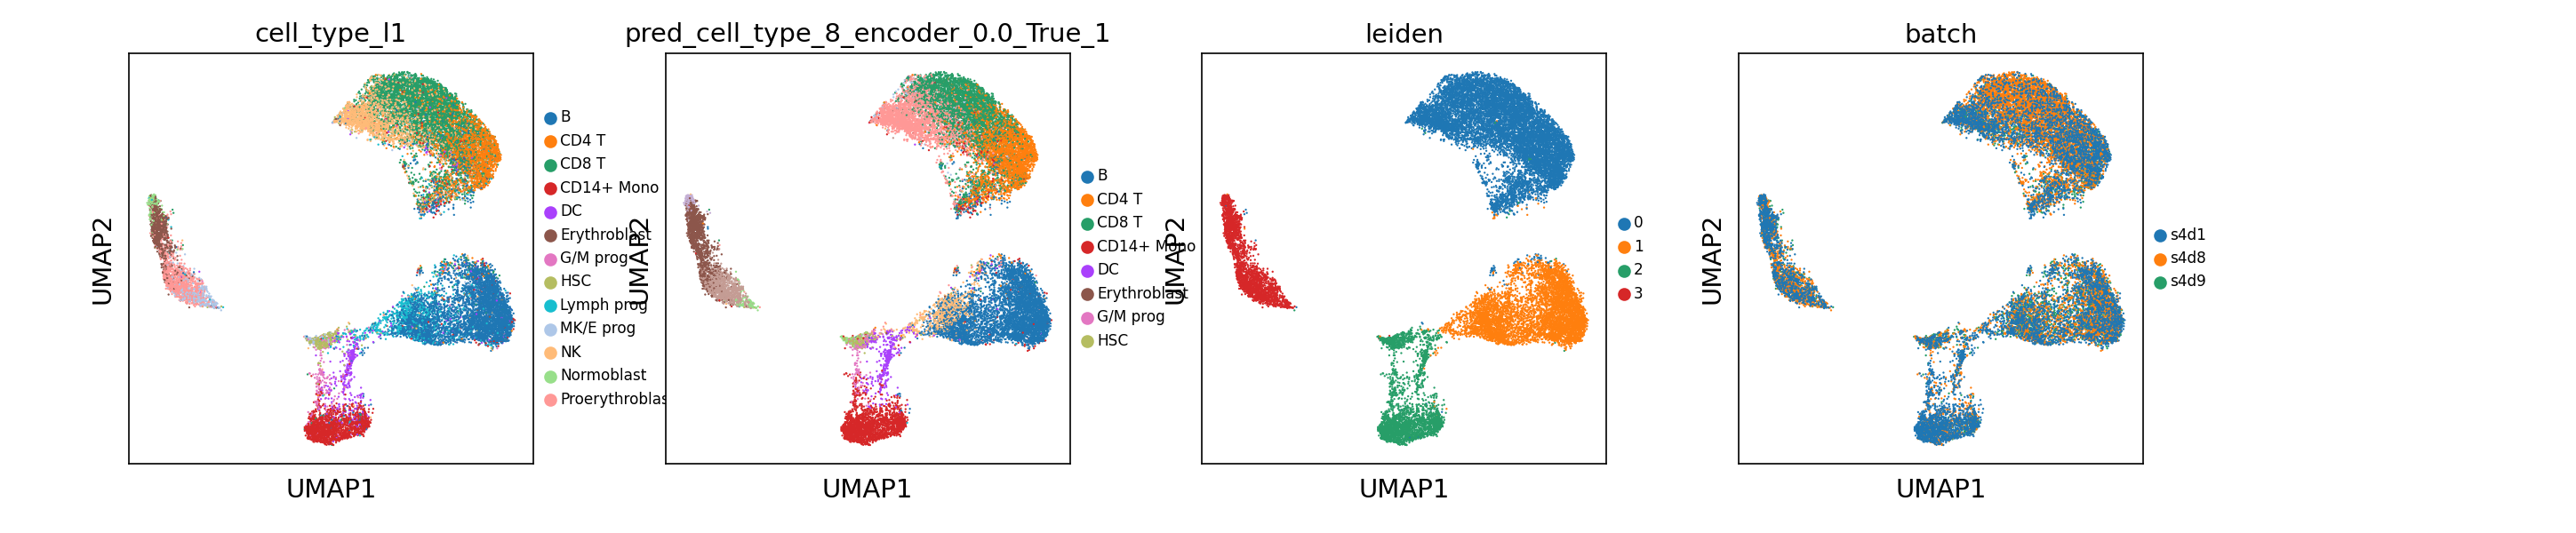 cell_type_l1
UMAP2
UMAP1
B
CD4 T
CD8 T
CD14+ Mono
DC
Erythroblast
G/M prog
HSC
Lymph prog
MK/E prog
NK
Normoblast
Proerythroblas
pred_cell_type_8_encoder_0.0_True_1
UMAP2
UMAP1
B
CD4 T
CD8 T
CD14+ Mono
DC
Erythroblast
G/M prog
HSC
leiden
UMAP2
UMAP1
0
1
2
3
batch
UMAP2
UMAP1
s4d1
s4d8
s4d9